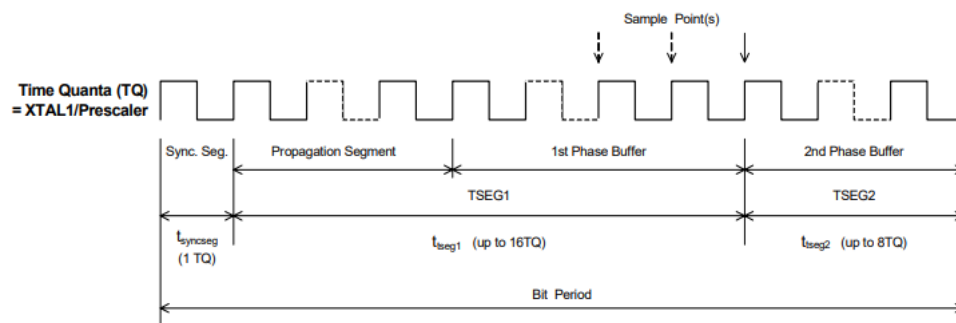 Sample Point(s)
Time Quanta (TQ)
= XTAL1/Prescaler
Sync. Seg.
Propagation Segment
1st Phase Buffer
2nd Phase Buffer
TSEG1
TSEG2
tsyncseg
(1 TQ)
ttseg1 (up to 16TQ)
ttseg2 (up to 8TQ)
Bit Period